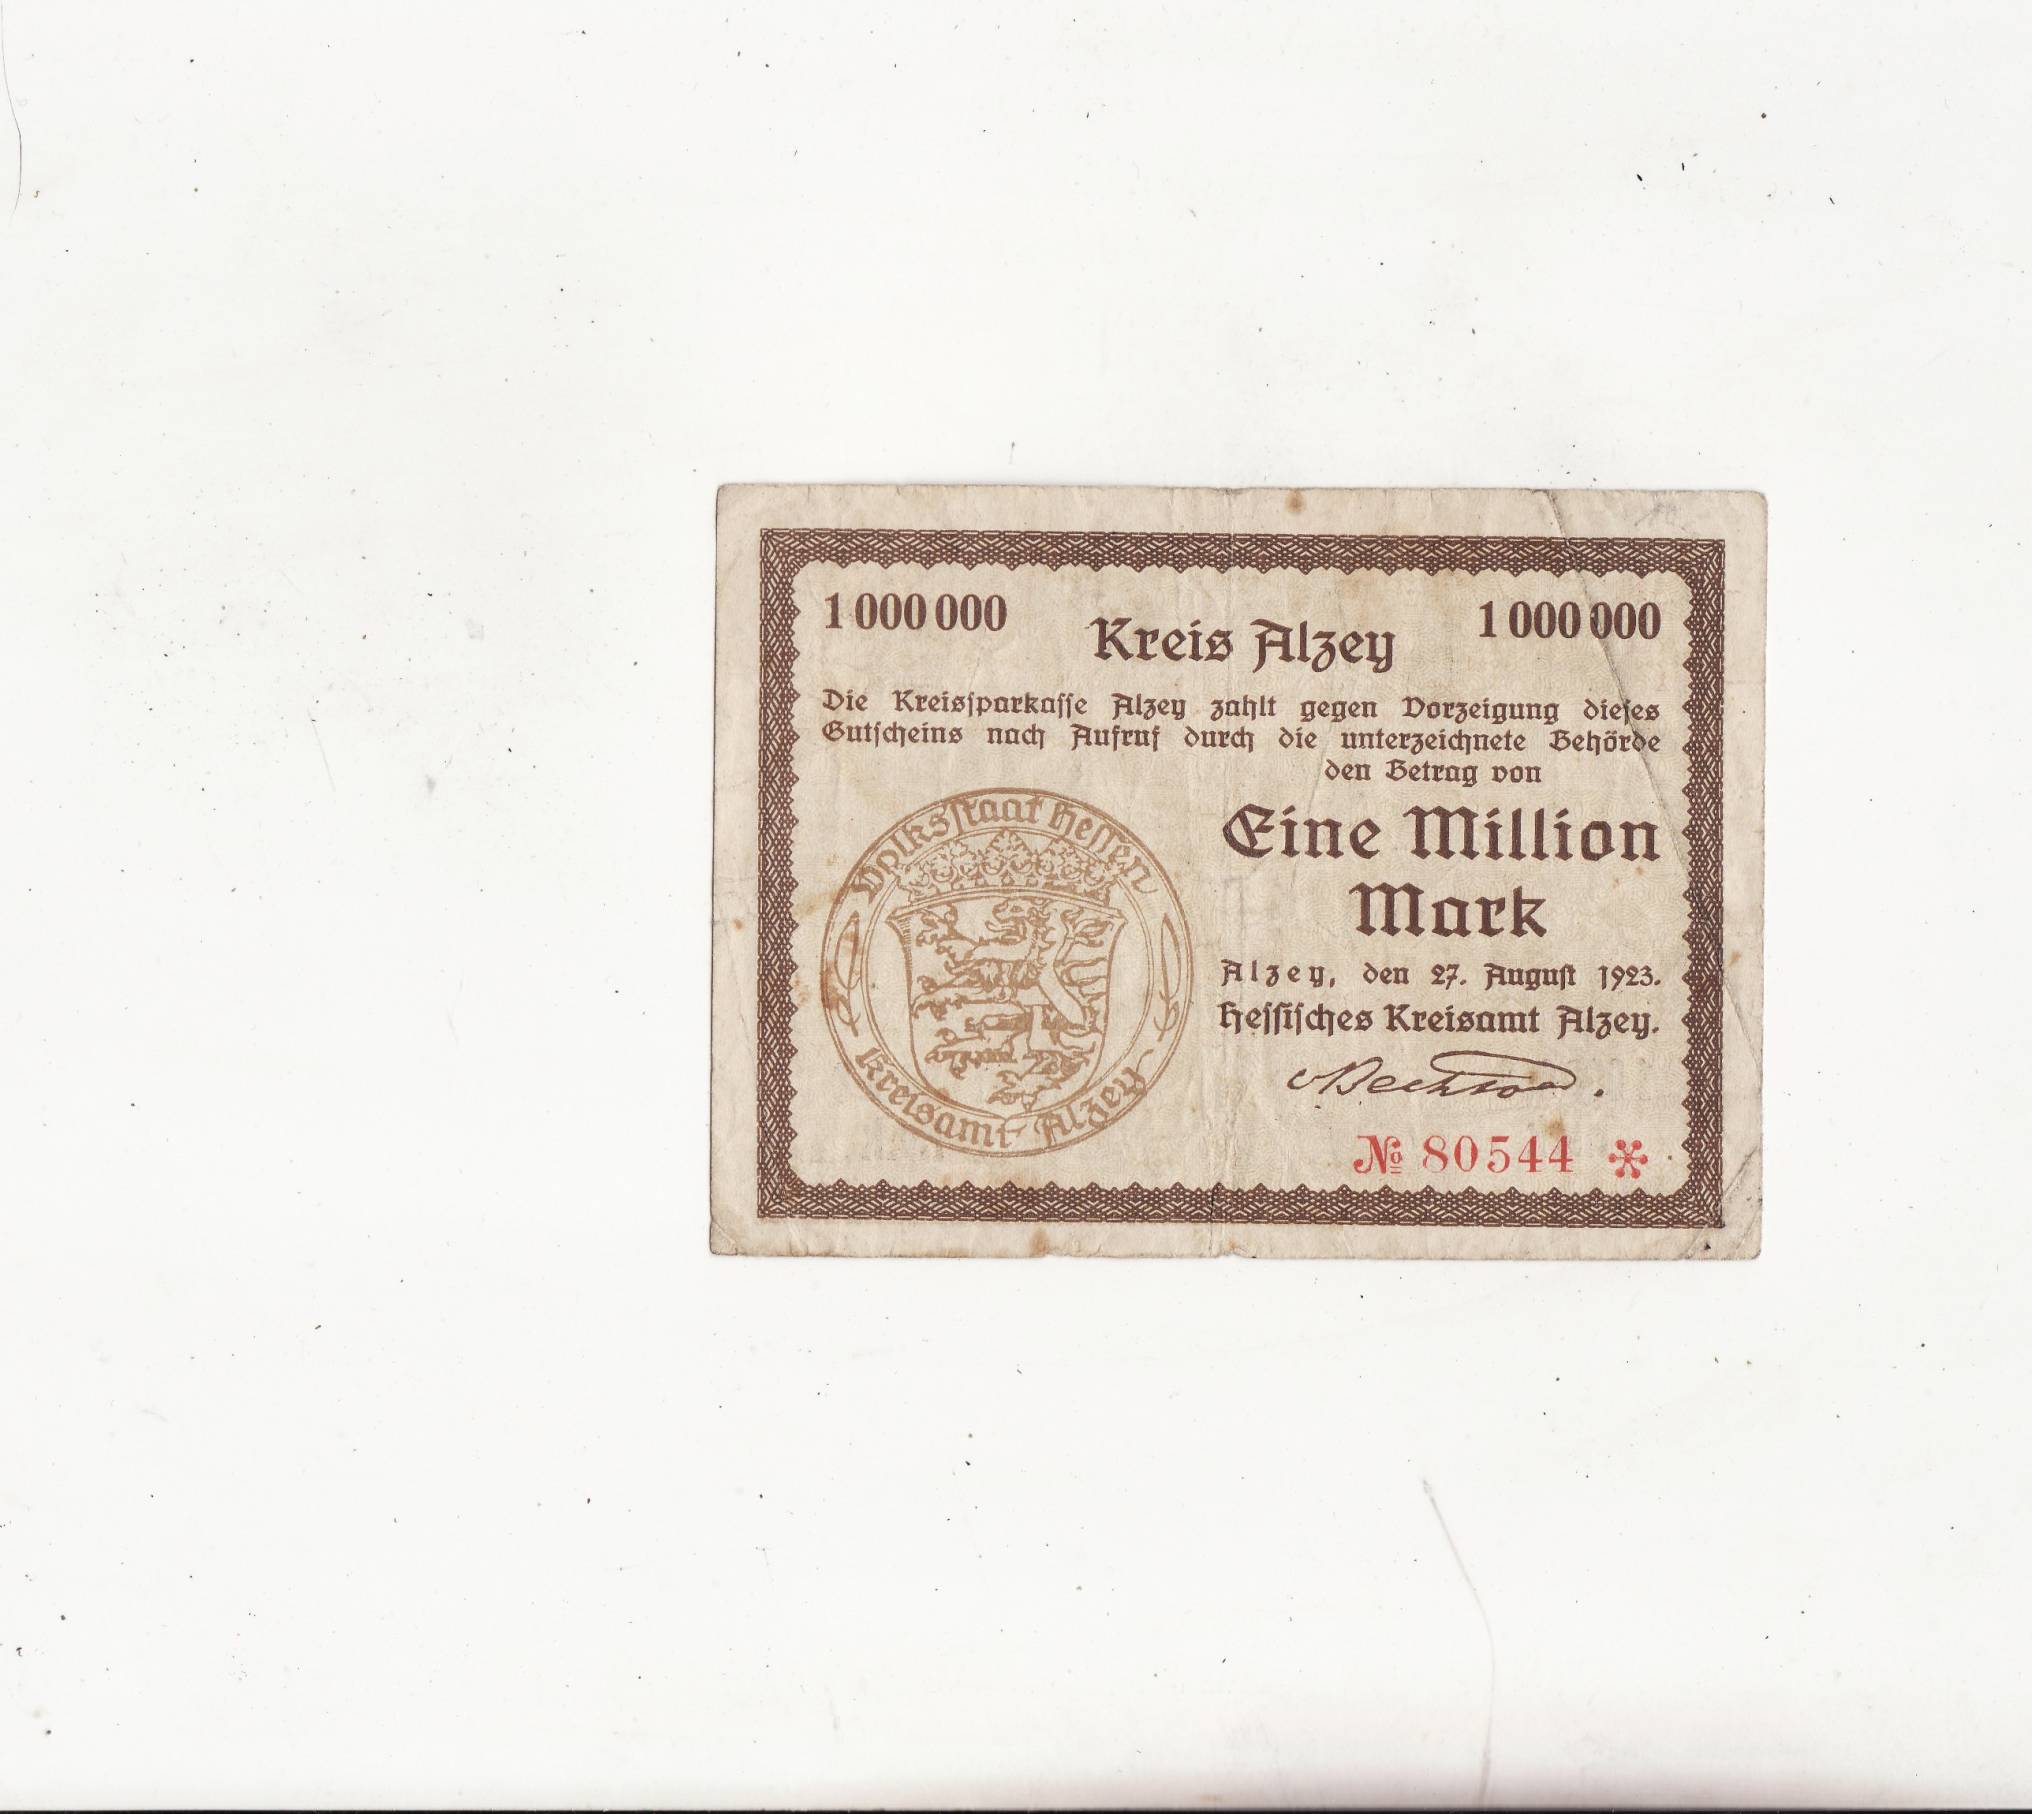 1 000 000
Kreis Alzey
1 000 000
Die Kreissparkasse Alzey zahlt gegen Vorzeigung dieses
Gutscheins nach Aufruf durch die unterzeichnete Behörde
den Betrag von
Eine Million
Mark
Alzey, den 27. August 1923.
Hessisches Kreisamt Alzey.
№ 80544 *
Volksstaat Hessen
Kreisamt Alzey